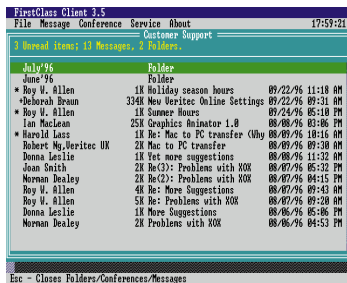 FirstClass Client 3.5
File Message Conference Service About 17:59:21
Customer Support
3 Unread items; 13 Messages, 2 Folders.
July'96 Folder
June'96 Folder
* Roy W. Allen 1K Holiday season hours 09/22/96 11:18 AM
+Deborah Braun 334K New Veritec Online Settings 09/22/96 09:31 AM
* Roy W. Allen 1K Summer Hours 09/24/96 05:10 PM
Ian MacLean 25K Graphics Animator 1.0 08/08/96 03:06 PM
* Harold Lass 1K Re: Mac to PC transfer (Why 08/09/96 10:16 AM
Robert Ng,Veritec UK 2K Mac to PC transfer 08/09/96 09:30 AM
Donna Leslie 1K Yet more suggestions 08/08/96 11:32 AM
Joan Smith 2K Re(3): Problems with XOX 08/07/96 05:32 PM
Norman Dealey 2K Re(2): Problems with XOX 08/07/96 04:15 PM
Roy W. Allen 4K Re: More Suggestions 08/07/96 09:43 AM
Roy W. Allen 5K Re: Problems with XOX 08/07/96 09:20 AM
Donna Leslie 1K More Suggestions 08/06/96 05:06 PM
Norman Dealey 2K Problems with XOX 08/06/96 04:53 PM
Esc - Closes Folders/Conferences/Messages